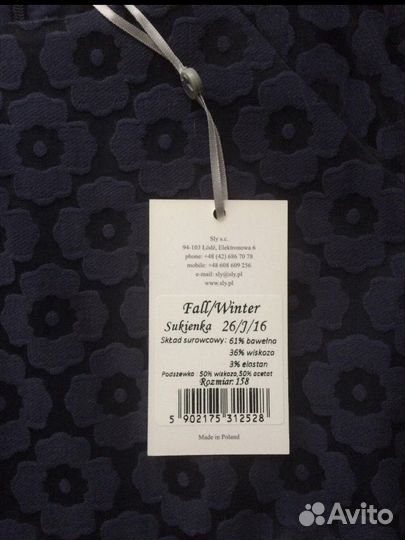 Sly s.c.
94-103 Łódź, Elektronowa 6
phone: +48 (42) 686 70 78
mobile: +48 608 609 256
e-mail: sly@sly.pl
www.sly.pl
Fall/Winter
Sukienka 26/J/16
Skład surowcowy: 61% bawełna
36% wiskoza
3% elastan
Podszewka : 50% wiskoza,50% acetat
Rozmiar: 158
5 902175 312528
Made in Poland
Avito